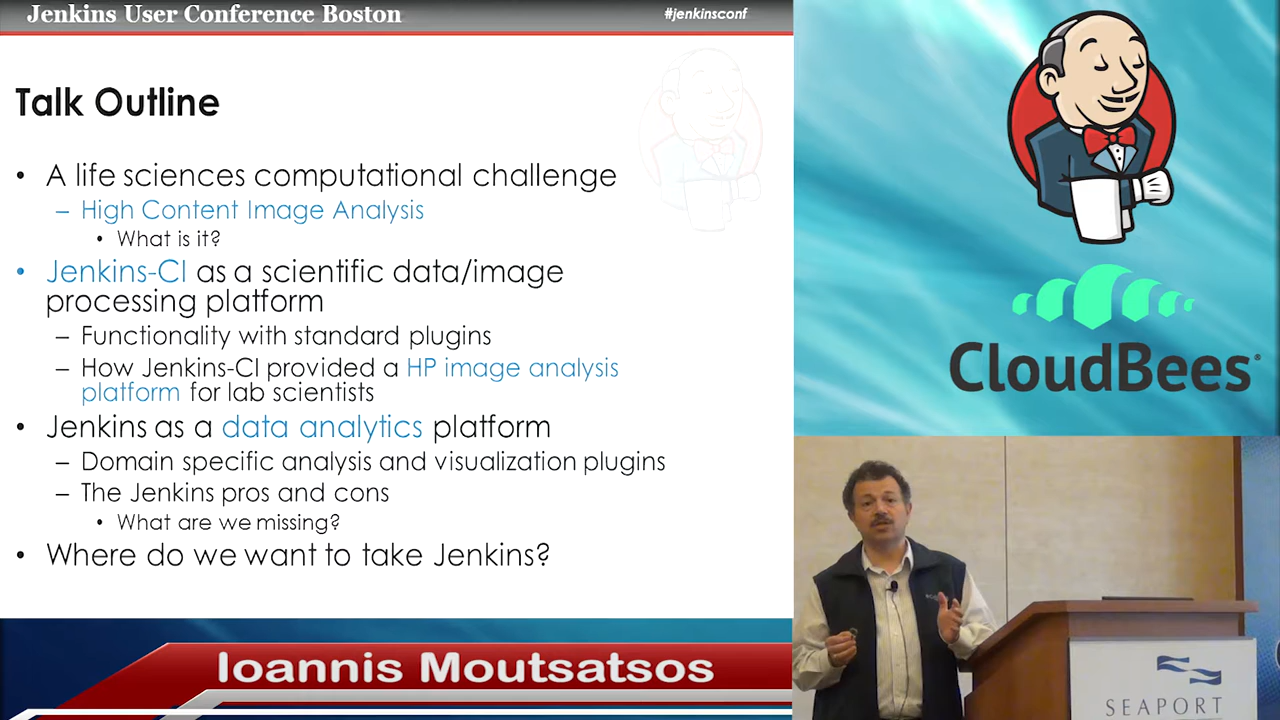 Jenkins User Conference Boston
#jenkinsconf
Talk Outline
• A life sciences computational challenge
– High Content Image Analysis
• What is it?
• Jenkins-CI as a scientific data/image
processing platform
– Functionality with standard plugins
– How Jenkins-CI provided a HP image analysis
platform for lab scientists
• Jenkins as a data analytics platform
– Domain specific analysis and visualization plugins
– The Jenkins pros and cons
• What are we missing?
• Where do we want to take Jenkins?
Ioannis Moutsatsos
CloudBees
SEAPORT